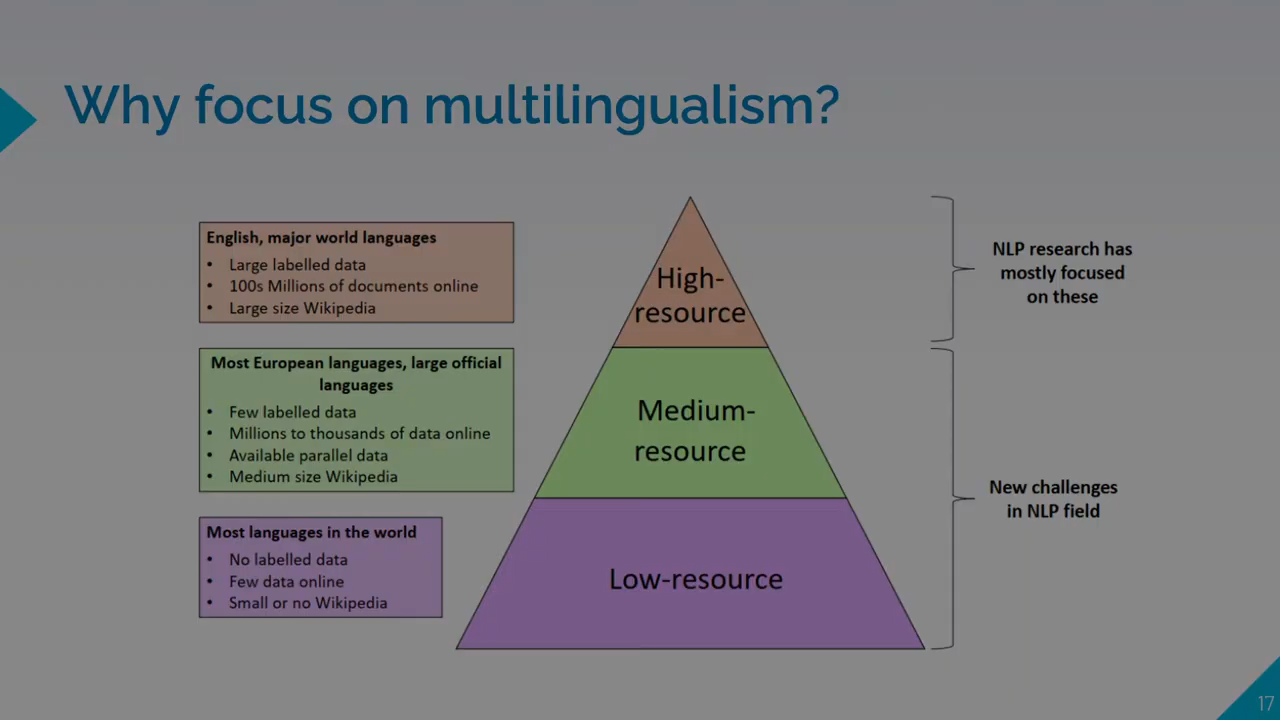 Why focus on multilingualism?
English, major world languages
• Large labelled data
• 100s Millions of documents online
• Large size Wikipedia
High-
resource
NLP research has
mostly focused
on these
Most European languages, large official
languages
• Few labelled data
• Millions to thousands of data online
• Available parallel data
• Medium size Wikipedia
Medium-
resource
New challenges
in NLP field
Most languages in the world
• No labelled data
• Few data online
• Small or no Wikipedia
Low-resource
17